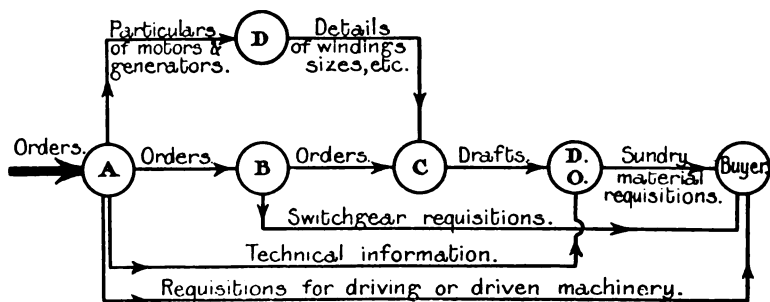 Particulars
of motors &
generators.
D
Details
of windings
sizes, etc.
Orders.
A
Orders.
B
Orders.
C
Drafts.
D.
O.
Sundry
material
requisitions.
Buyer.
Switchgear requisitions.
Technical information.
Requisitions for driving or driven machinery.